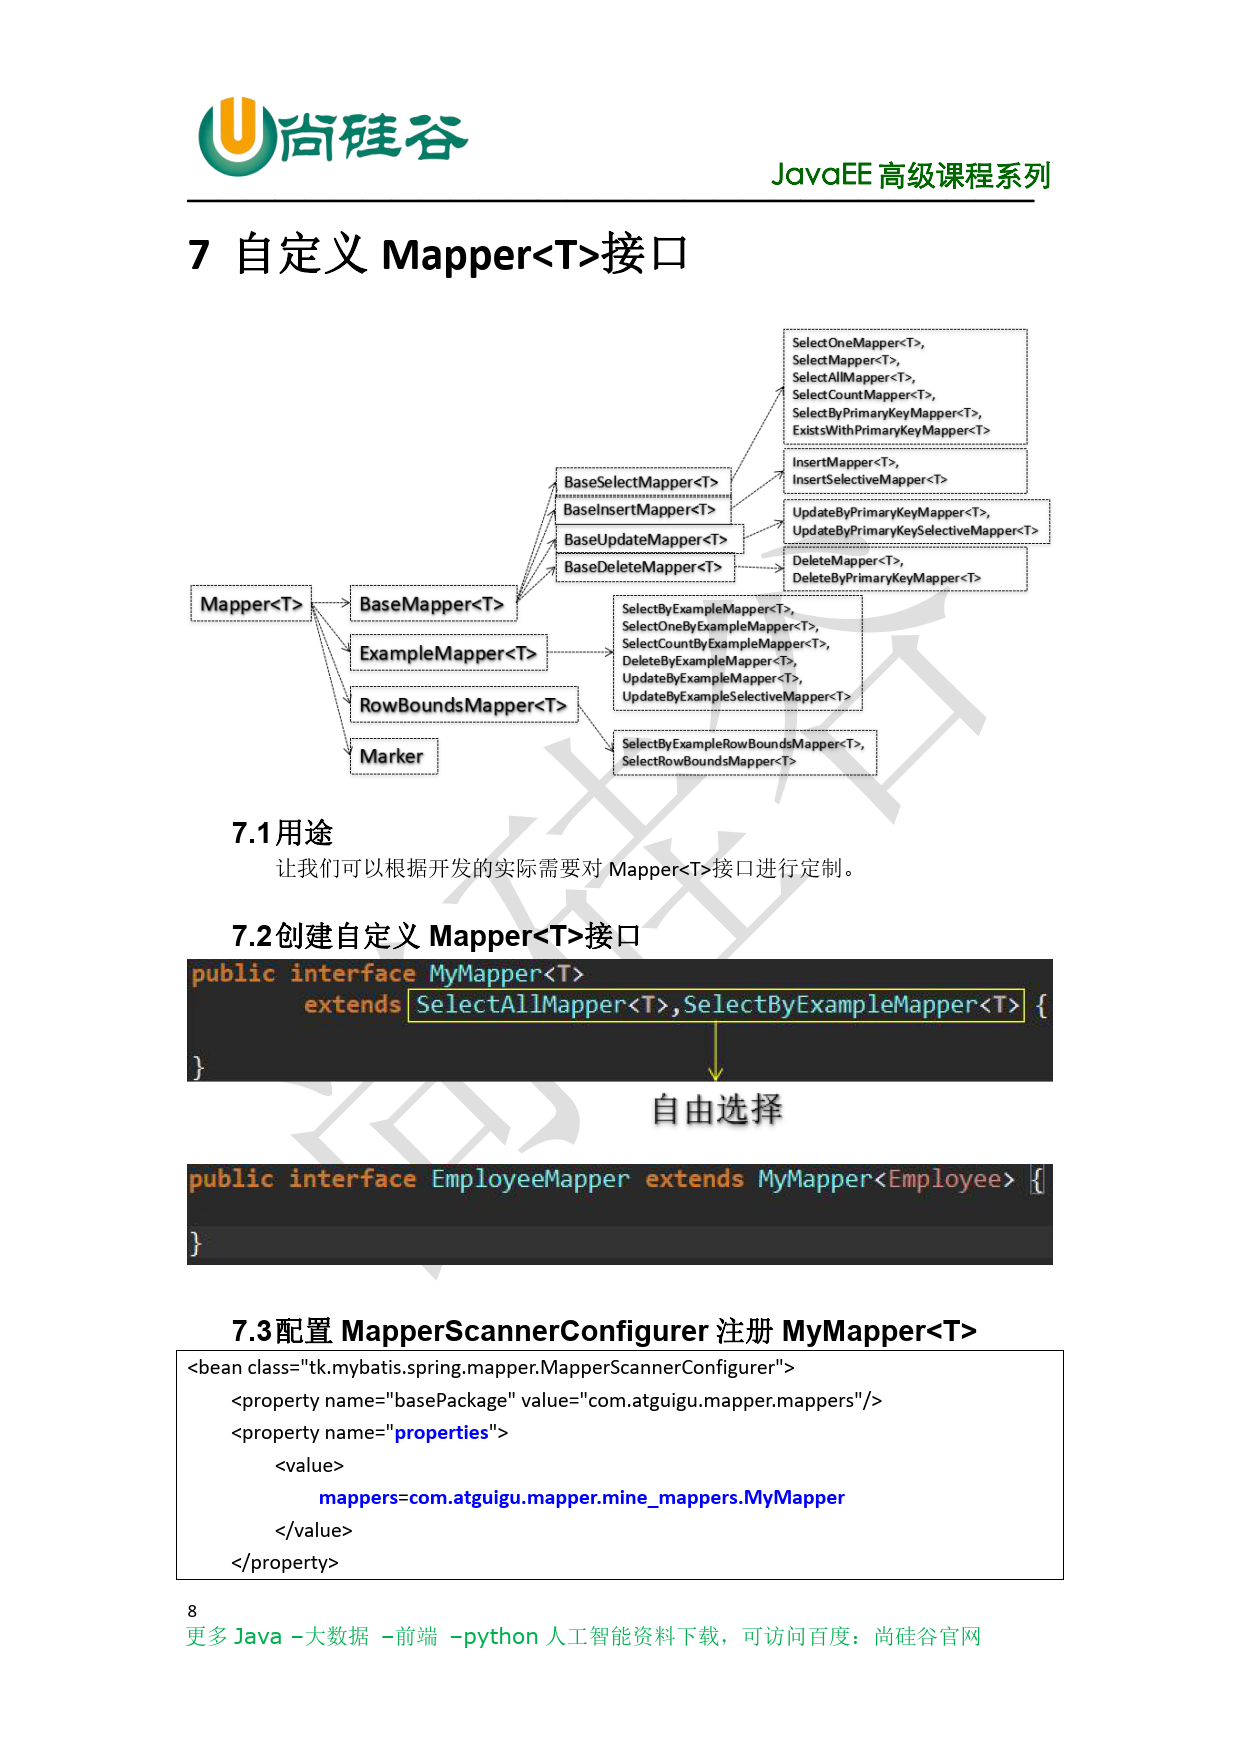 尚硅谷
JavaEE 高级课程系列
7 自定义 Mapper<T>接口
SelectOneMapper<T>,
SelectMapper<T>,
SelectAllMapper<T>,
SelectCountMapper<T>,
SelectByPrimaryKeyMapper<T>,
ExistsWithPrimaryKeyMapper<T>
InsertMapper<T>,
InsertSelectiveMapper<T>
UpdateByPrimaryKeyMapper<T>,
UpdateByPrimaryKeySelectiveMapper<T>
DeleteMapper<T>,
DeleteByPrimaryKeyMapper<T>
BaseSelectMapper<T>
BaseInsertMapper<T>
BaseUpdateMapper<T>
BaseDeleteMapper<T>
Mapper<T>
BaseMapper<T>
ExampleMapper<T>
RowBoundsMapper<T>
Marker
SelectByExampleMapper<T>,
SelectOneByExampleMapper<T>,
SelectCountByExampleMapper<T>,
DeleteByExampleMapper<T>,
UpdateByExampleMapper<T>,
UpdateByExampleSelectiveMapper<T>
SelectByExampleRowBoundsMapper<T>,
SelectRowBoundsMapper<T>
7.1用途
让我们可以根据开发的实际需要对 Mapper<T>接口进行定制。
7.2创建自定义 Mapper<T>接口
public interface MyMapper<T>
extends SelectAllMapper<T>,SelectByExampleMapper<T> {
}
自由选择
public interface EmployeeMapper extends MyMapper<Employee> {
}
7.3配置 MapperScannerConfigurer 注册 MyMapper<T>
<bean class="tk.mybatis.spring.mapper.MapperScannerConfigurer">
<property name="basePackage" value="com.atguigu.mapper.mappers"/>
<property name="properties">
<value>
mappers=com.atguigu.mapper.mine_mappers.MyMapper
</value>
</property>
8
更多 Java –大数据 –前端 –python 人工智能资料下载，可访问百度：尚硅谷官网
尚硅谷